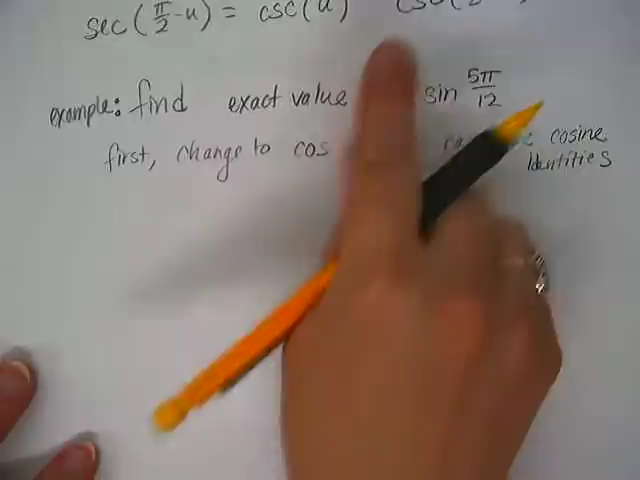 sec(π/2-u) = csc(u)
example: find exact value sin 5π/12
first, change to cos cosine
Identities